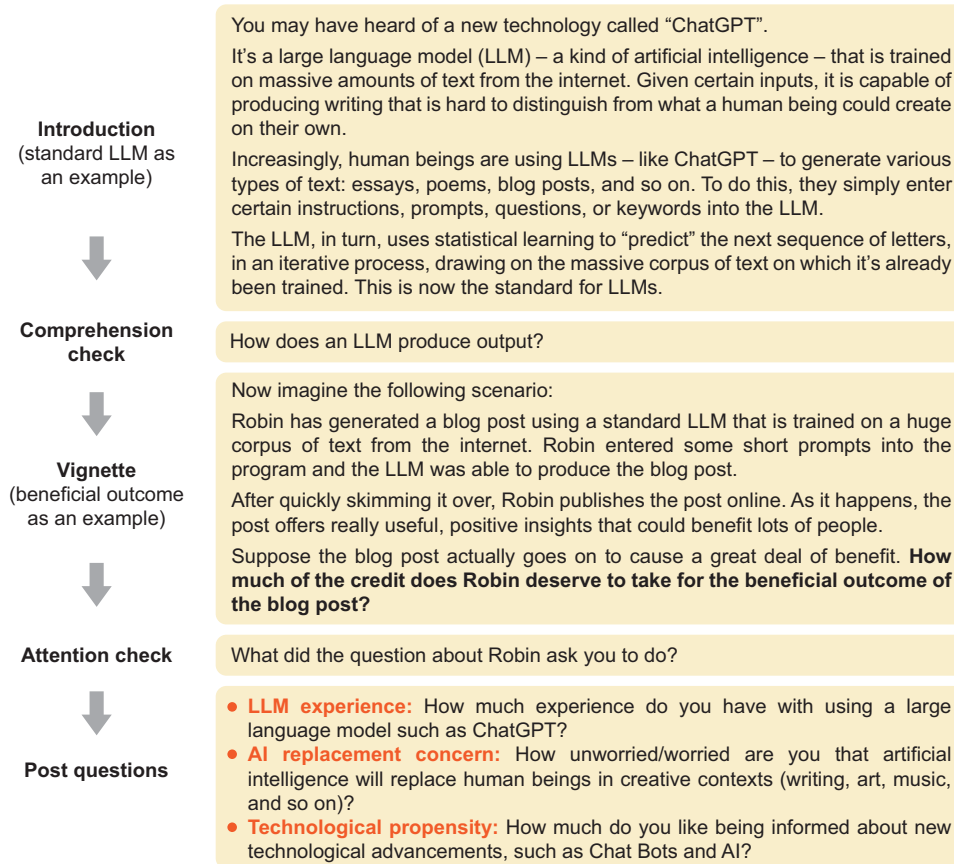 You may have heard of a new technology called “ChatGPT”.
It’s a large language model (LLM) – a kind of artificial intelligence – that is trained
on massive amounts of text from the internet. Given certain inputs, it is capable of
producing writing that is hard to distinguish from what a human being could create
on their own.
Introduction
(standard LLM as
an example)
Increasingly, human beings are using LLMs – like ChatGPT – to generate various
types of text: essays, poems, blog posts, and so on. To do this, they simply enter
certain instructions, prompts, questions, or keywords into the LLM.
The LLM, in turn, uses statistical learning to “predict” the next sequence of letters,
in an iterative process, drawing on the massive corpus of text on which it’s already
been trained. This is now the standard for LLMs.
Comprehension
check
How does an LLM produce output?
Now imagine the following scenario:
Robin has generated a blog post using a standard LLM that is trained on a huge
corpus of text from the internet. Robin entered some short prompts into the
program and the LLM was able to produce the blog post.
Vignette
(beneficial outcome
as an example)
After quickly skimming it over, Robin publishes the post online. As it happens, the
post offers really useful, positive insights that could benefit lots of people.
Suppose the blog post actually goes on to cause a great deal of benefit. How
much of the credit does Robin deserve to take for the beneficial outcome of
the blog post?
Attention check
What did the question about Robin ask you to do?
Post questions
• LLM experience: How much experience do you have with using a large
language model such as ChatGPT?
• AI replacement concern: How unworried/worried are you that artificial
intelligence will replace human beings in creative contexts (writing, art, music,
and so on)?
• Technological propensity: How much do you like being informed about new
technological advancements, such as Chat Bots and AI?